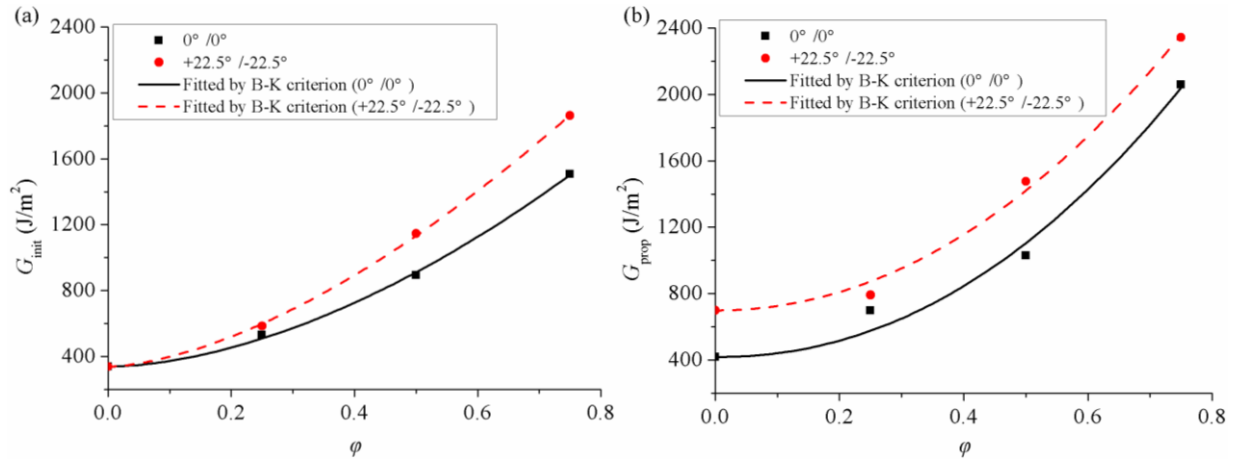 (a)
2400
2000
1600
1200
800
400
G_init (J/m²)
0° /0°
+22.5° /-22.5°
Fitted by B-K criterion (0° /0° )
Fitted by B-K criterion (+22.5° /-22.5° )
0.0 0.2 0.4 0.6 0.8
φ
(b)
2400
2000
1600
1200
800
400
G_prop (J/m²)
0° /0°
+22.5° /-22.5°
Fitted by B-K criterion (0° /0° )
Fitted by B-K criterion (+22.5° /-22.5° )
0.0 0.2 0.4 0.6 0.8
φ